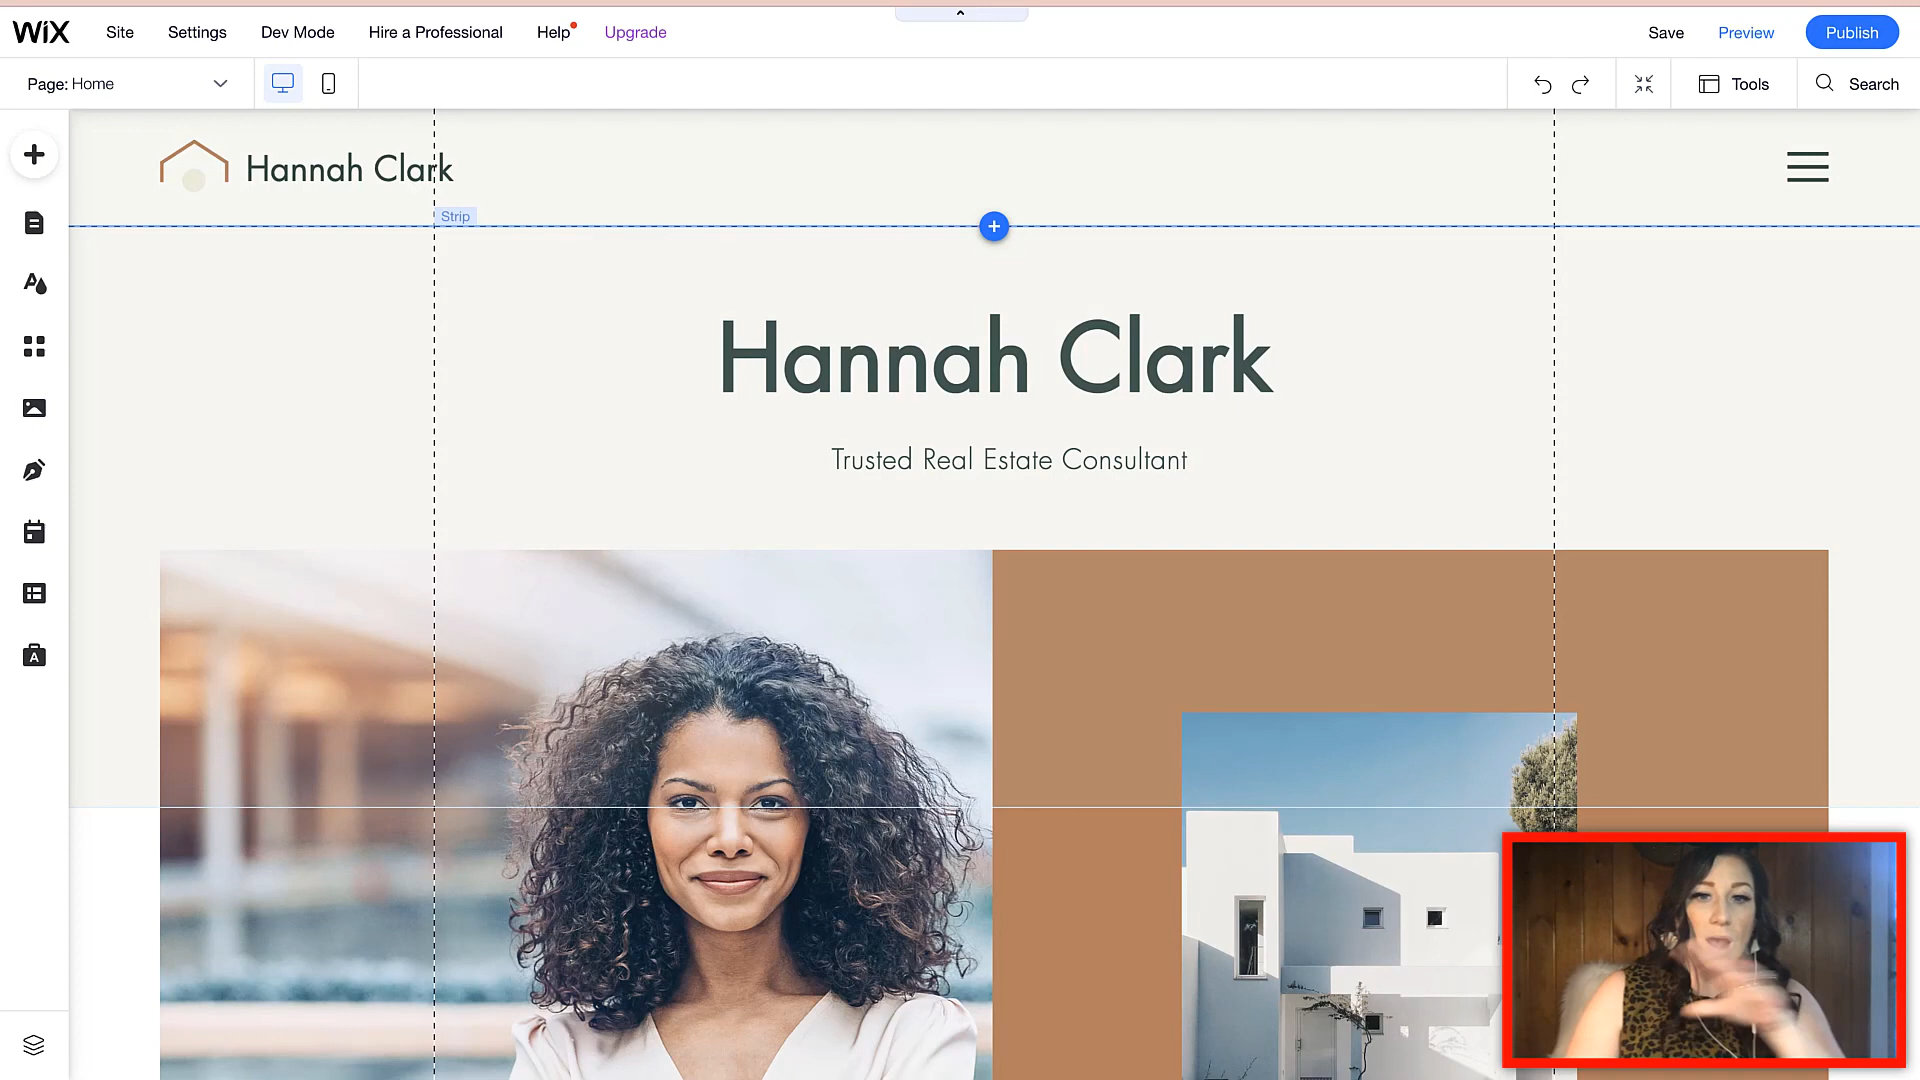 WiX Site Settings Dev Mode Hire a Professional Help Upgrade Save Preview Publish
Page: Home Tools Search
Hannah Clark
Strip
Hannah Clark
Trusted Real Estate Consultant
A
A